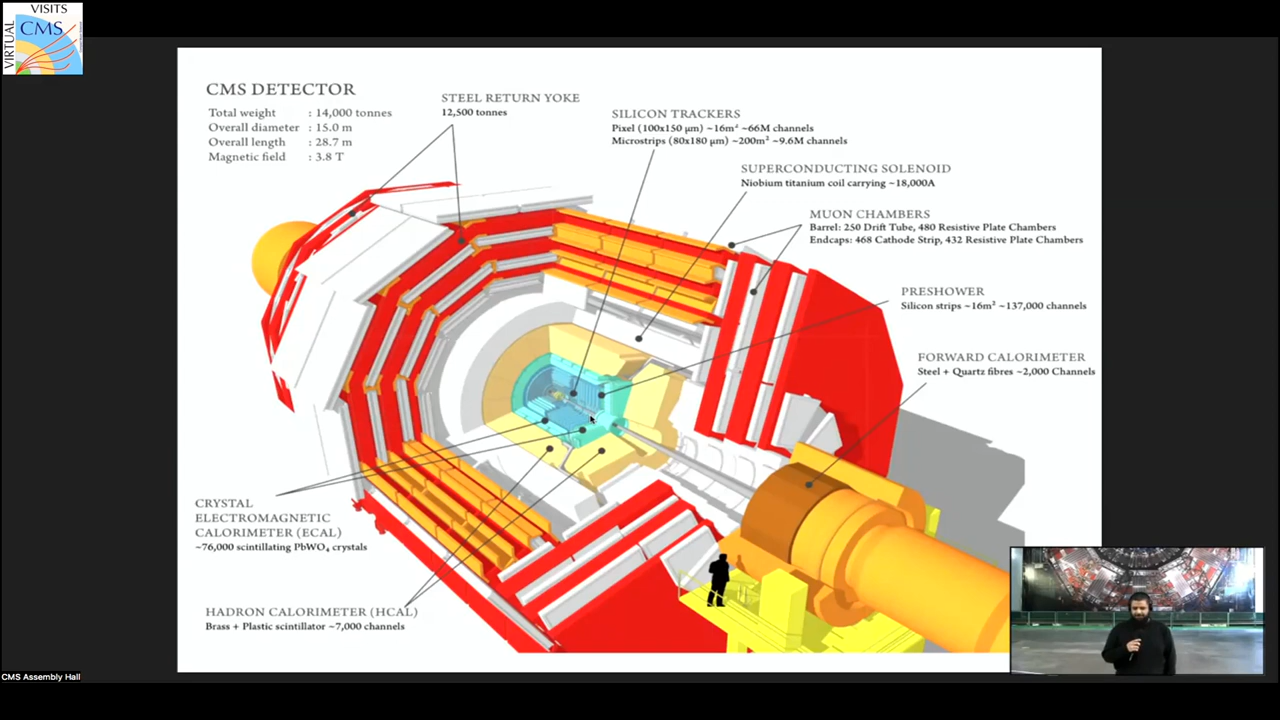 VISITS
VIRTUAL
CMS
CMS DETECTOR
Total weight : 14,000 tonnes
Overall diameter : 15.0 m
Overall length : 28.7 m
Magnetic field : 3.8 T
STEEL RETURN YOKE
12,500 tonnes
SILICON TRACKERS
Pixel (100x150 μm) ~16m² ~66M channels
Microstrips (80x180 μm) ~200m² ~9.6M channels
SUPERCONDUCTING SOLENOID
Niobium titanium coil carrying ~18,000A
MUON CHAMBERS
Barrel: 250 Drift Tube, 480 Resistive Plate Chambers
Endcaps: 468 Cathode Strip, 432 Resistive Plate Chambers
PRESHOWER
Silicon strips ~16m² ~137,000 channels
FORWARD CALORIMETER
Steel + Quartz fibres ~2,000 Channels
CRYSTAL
ELECTROMAGNETIC
CALORIMETER (ECAL)
~76,000 scintillating PbWO₄ crystals
HADRON CALORIMETER (HCAL)
Brass + Plastic scintillator ~7,000 channels
CMS Assembly Hall